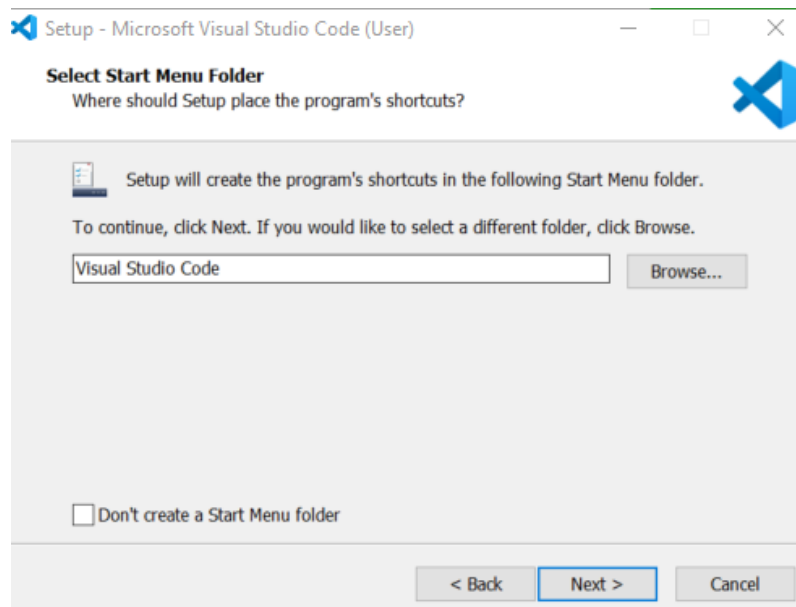 Setup - Microsoft Visual Studio Code (User)
Select Start Menu Folder
Where should Setup place the program's shortcuts?
Setup will create the program's shortcuts in the following Start Menu folder.
To continue, click Next. If you would like to select a different folder, click Browse.
Visual Studio Code
Browse...
Don't create a Start Menu folder
< Back
Next >
Cancel